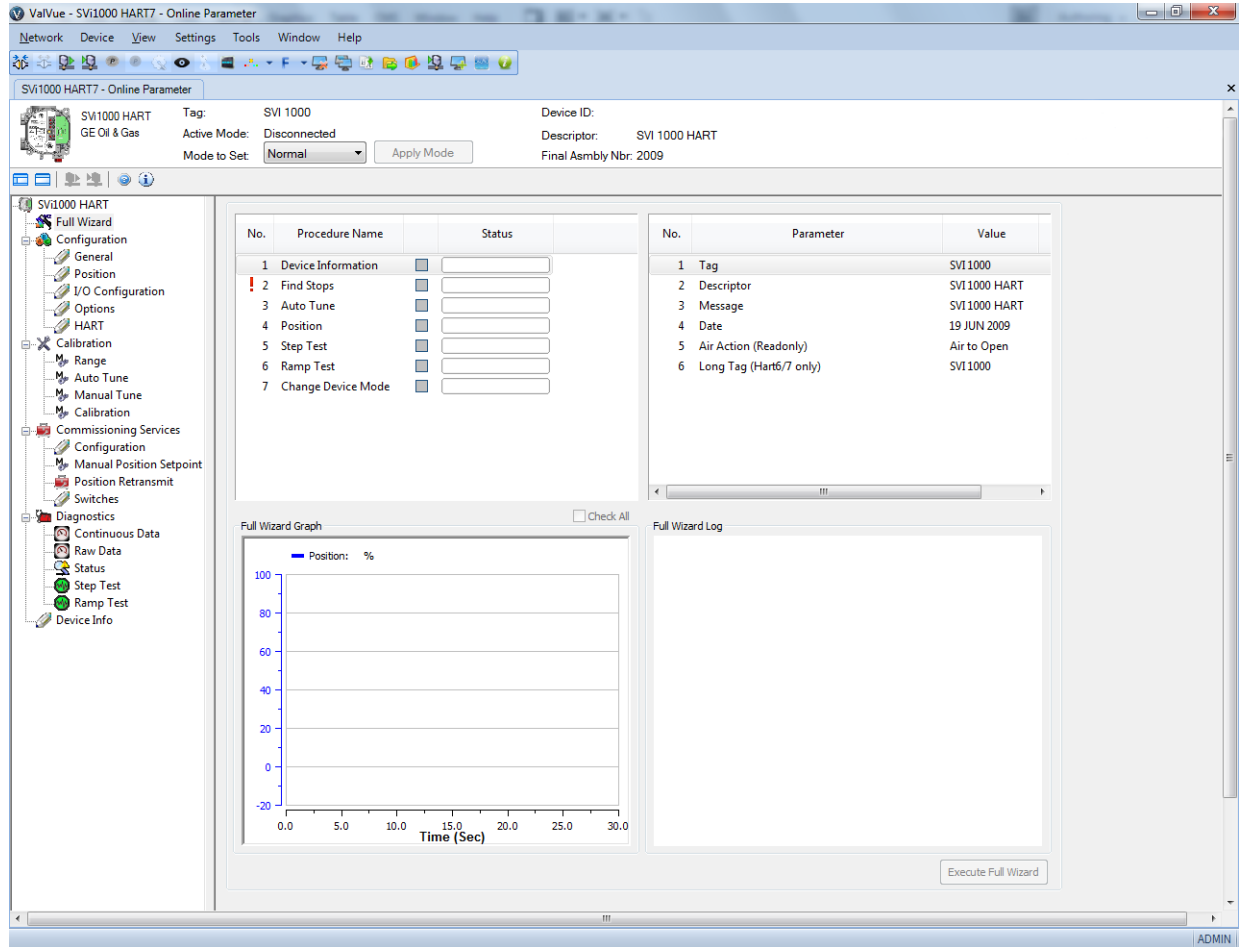 ValVue - SVi1000 HART7 - Online Parameter
Network Device View Settings Tools Window Help
SVi1000 HART7 - Online Parameter
SVi1000 HART
GE Oil & Gas
Tag: SVI 1000
Device ID:
Active Mode: Disconnected
Descriptor: SVI 1000 HART
Mode to Set: Normal Apply Mode
Final Asmbly Nbr: 2009
SVi1000 HART
Full Wizard
Configuration
General
Position
I/O Configuration
Options
HART
Calibration
Range
Auto Tune
Manual Tune
Calibration
Commissioning Services
Configuration
Manual Position Setpoint
Position Retransmit
Switches
Diagnostics
Continuous Data
Raw Data
Status
Step Test
Ramp Test
Device Info
No. Procedure Name Status
1 Device Information
! 2 Find Stops
3 Auto Tune
4 Position
5 Step Test
6 Ramp Test
7 Change Device Mode
Check All
No. Parameter Value
1 Tag SVI 1000
2 Descriptor SVI 1000 HART
3 Message SVI 1000 HART
4 Date 19 JUN 2009
5 Air Action (Readonly) Air to Open
6 Long Tag (Hart6/7 only) SVI 1000
Full Wizard Graph
Position: %
100
80
60
40
20
0
-20
0.0 5.0 10.0 15.0 20.0 25.0 30.0
Time (Sec)
Full Wizard Log
Execute Full Wizard
ADMIN